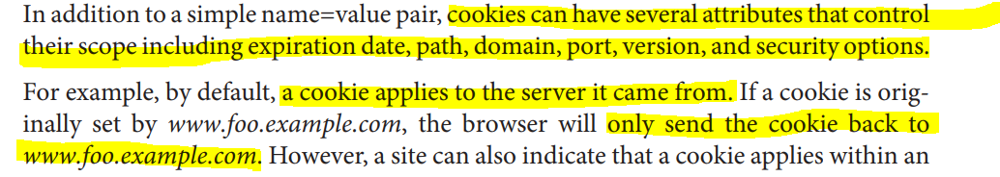 In addition to a simple name=value pair, cookies can have several attributes that control
their scope including expiration date, path, domain, port, version, and security options.
For example, by default, a cookie applies to the server it came from. If a cookie is orig-
inally set by www.foo.example.com, the browser will only send the cookie back to
www.foo.example.com. However, a site can also indicate that a cookie applies within an